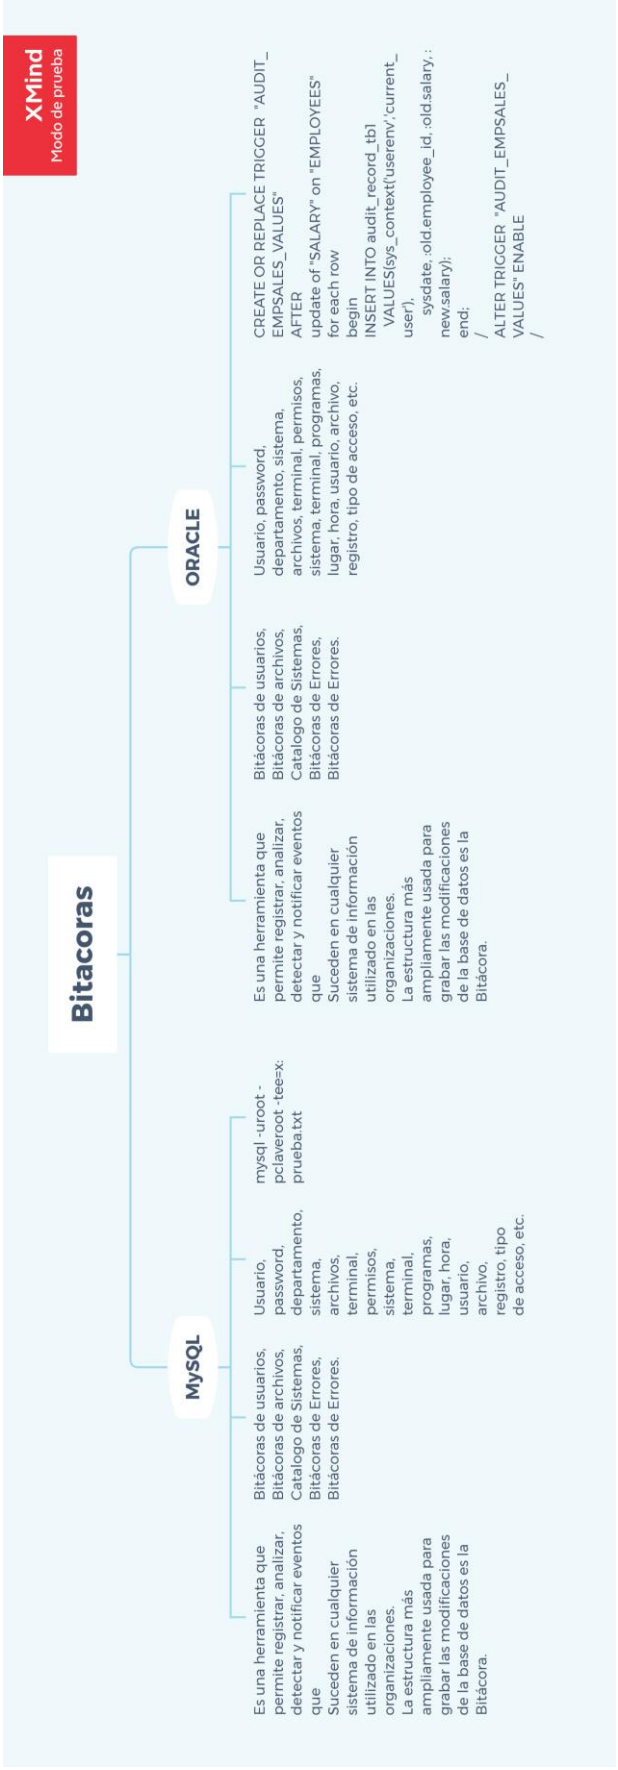 XMind
Modo de prueba
Bitacoras
MySQL
Es una herramienta que
permite registrar, analizar,
detectar y notificar eventos
que
Suceden en cualquier
sistema de información
utilizado en las
organizaciones.
La estructura más
ampliamente usada para
grabar las modificaciones
de la base de datos es la
Bitácora.
Bitácoras de usuarios,
Bitácoras de archivos,
Catalogo de Sistemas,
Bitácoras de Errores,
Bitácoras de Errores.
Usuario,
password,
departamento,
sistema,
archivos,
terminal,
permisos,
sistema,
terminal,
programas,
lugar, hora,
usuario,
archivo,
registro, tipo
de acceso, etc.
mysql -uroot -
pclaveroot -tee=x:
prueba.txt
ORACLE
Es una herramienta que
permite registrar, analizar,
detectar y notificar eventos
que
Suceden en cualquier
sistema de información
utilizado en las
organizaciones.
La estructura más
ampliamente usada para
grabar las modificaciones
de la base de datos es la
Bitácora.
Bitácoras de usuarios,
Bitácoras de archivos,
Catalogo de Sistemas,
Bitácoras de Errores,
Bitácoras de Errores.
Usuario, password,
departamento, sistema,
archivos, terminal, permisos,
sistema, terminal, programas,
lugar, hora, usuario, archivo,
registro, tipo de acceso, etc.
CREATE OR REPLACE TRIGGER "AUDIT_
EMPSALES_VALUES"
AFTER
update of "SALARY" on "EMPLOYEES"
for each row
begin
INSERT INTO audit_record_tb1
VALUES(sys_context('userenv','current_
user'),
sysdate, :old.employee_id, :old.salary, :
new.salary);
end;
/
ALTER TRIGGER "AUDIT_EMPSALES_
VALUES" ENABLE
/